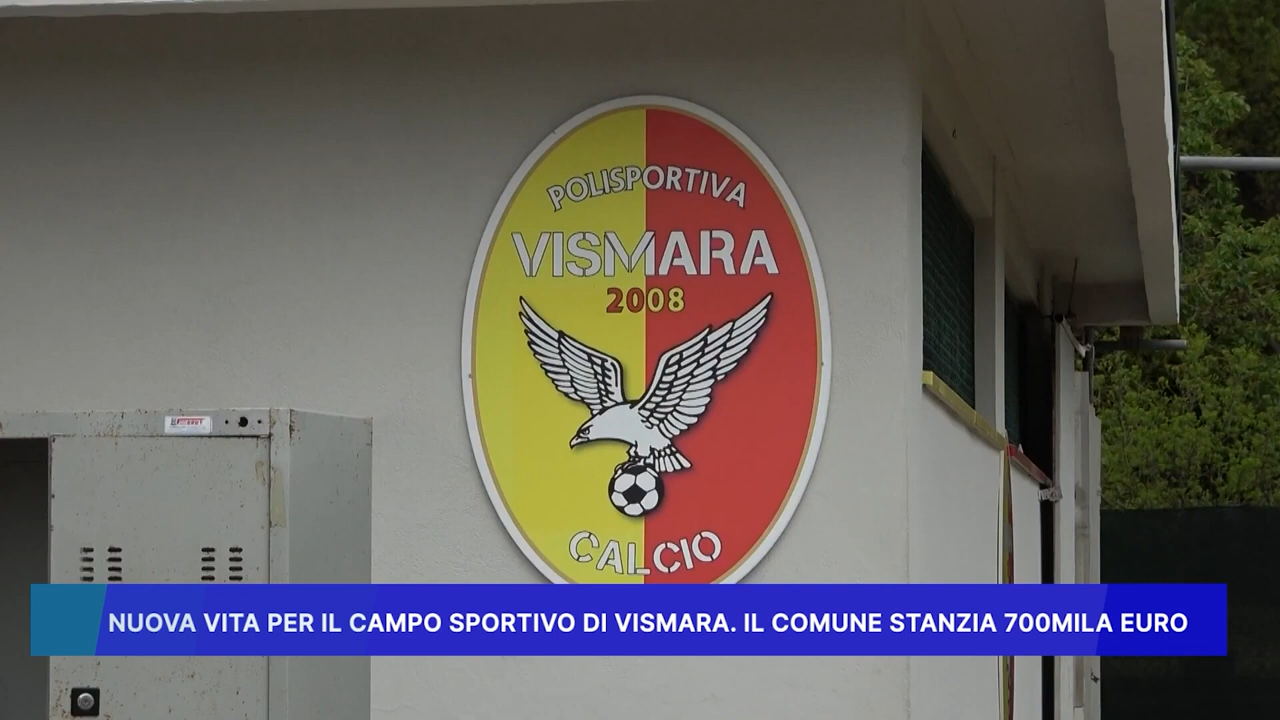 POLISPORTIVA
VISMARA
2008
CALCIO
NUOVA VITA PER IL CAMPO SPORTIVO DI VISMARA. IL COMUNE STANZIA 700MILA EURO